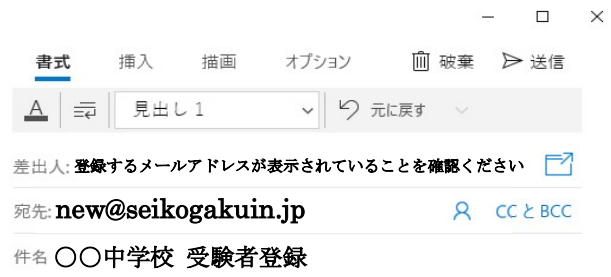 書式 挿入 描画 オプション 破棄 送信
A 見出し 1 元に戻す
差出人: 登録するメールアドレスが表示されていることを確認ください
宛先: new@seikogakuin.jp CC と BCC
件名 〇〇中学校 受験者登録